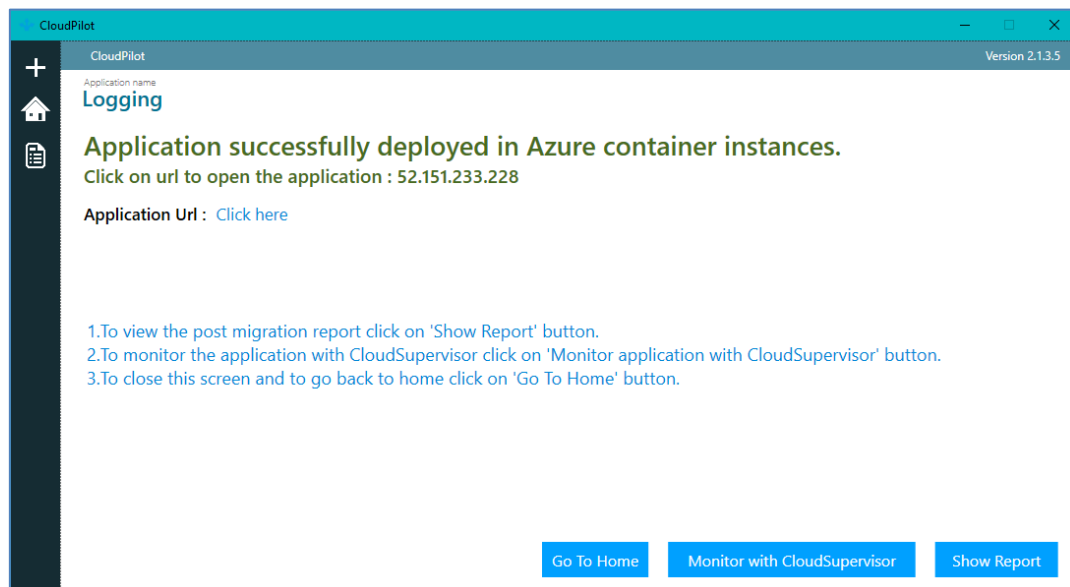 CloudPilot
CloudPilot
Version 2.1.3.5
Application name
Logging
Application successfully deployed in Azure container instances.
Click on url to open the application : 52.151.233.228
Application Url : Click here
1.To view the post migration report click on 'Show Report' button.
2.To monitor the application with CloudSupervisor click on 'Monitor application with CloudSupervisor' button.
3.To close this screen and to go back to home click on 'Go To Home' button.
Go To Home
Monitor with CloudSupervisor
Show Report